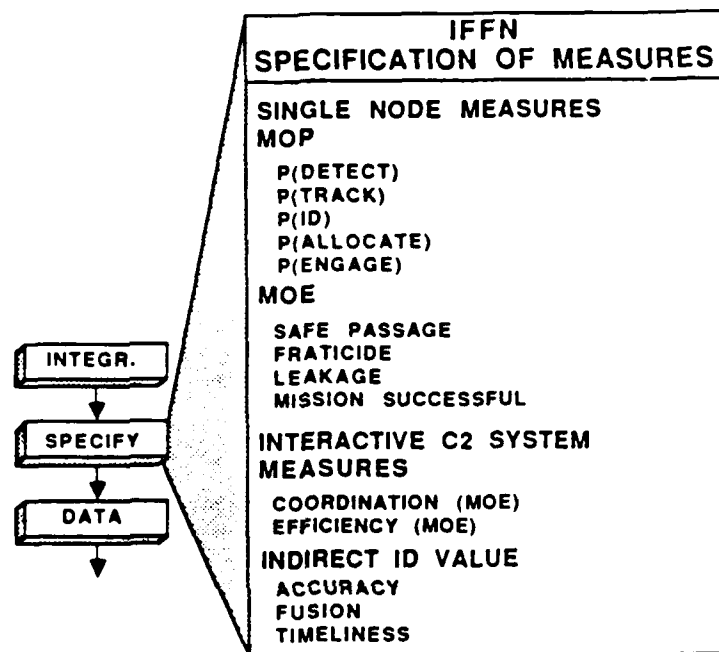 IFFN
SPECIFICATION OF MEASURES
SINGLE NODE MEASURES
MOP
P(DETECT)
P(TRACK)
P(ID)
P(ALLOCATE)
P(ENGAGE)
MOE
SAFE PASSAGE
FRATICIDE
LEAKAGE
MISSION SUCCESSFUL
INTERACTIVE C2 SYSTEM
MEASURES
COORDINATION (MOE)
EFFICIENCY (MOE)
INDIRECT ID VALUE
ACCURACY
FUSION
TIMELINESS
INTEGR.
SPECIFY
DATA